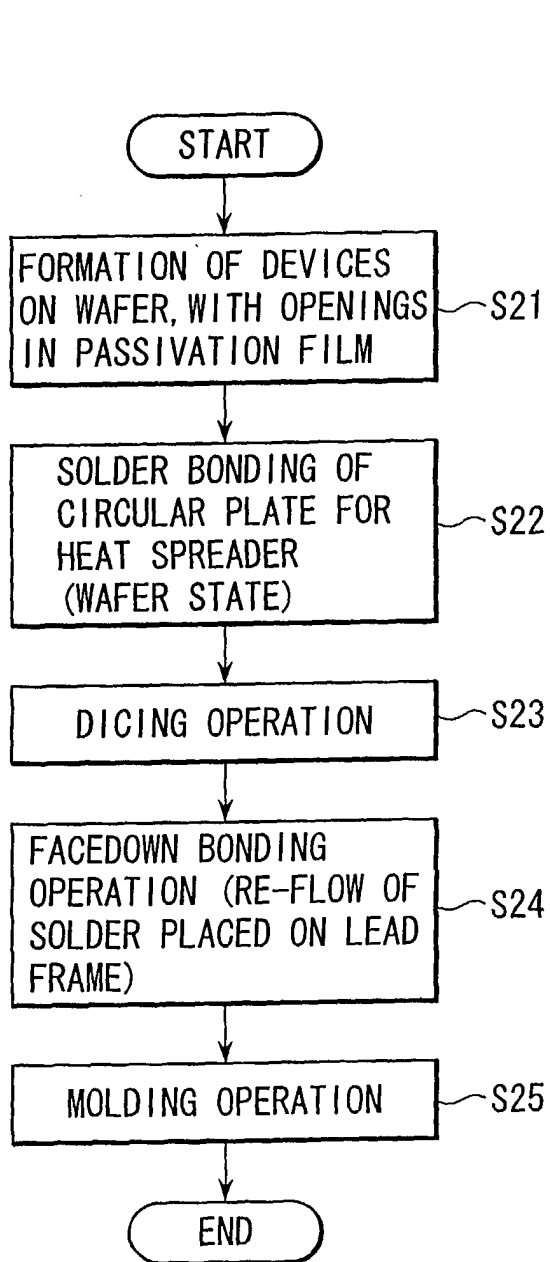 START
FORMATION OF DEVICES
ON WAFER, WITH OPENINGS
IN PASSIVATION FILM
S21
SOLDER BONDING OF
CIRCULAR PLATE FOR
HEAT SPREADER
(WAFER STATE)
S22
DICING OPERATION
S23
FACEDOWN BONDING
OPERATION (RE-FLOW OF
SOLDER PLACED ON LEAD
FRAME)
S24
MOLDING OPERATION
S25
END